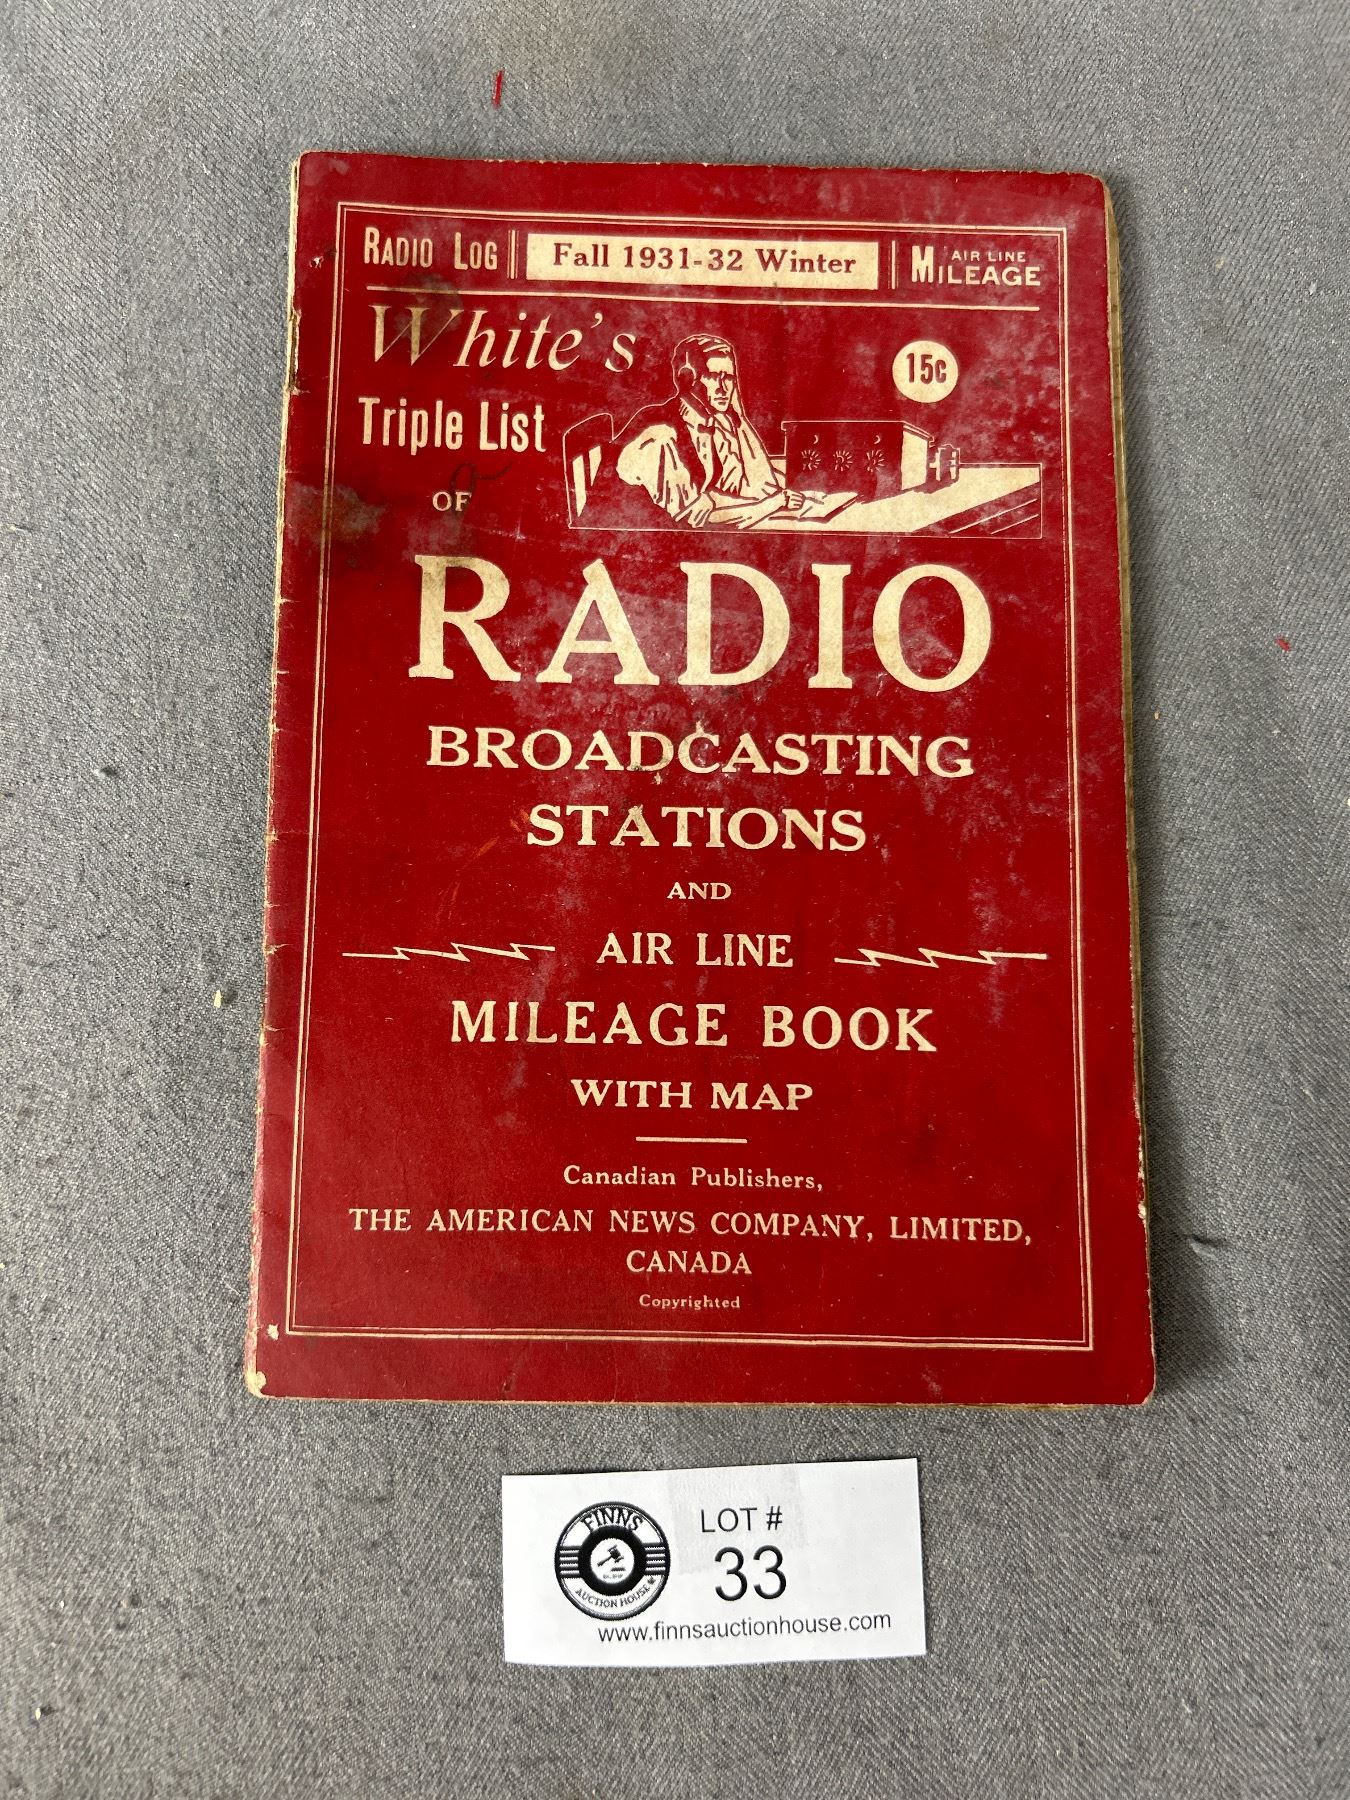 RADIO LOG
Fall 1931-32 Winter
AIR LINE
MILEAGE
White's
15c
Triple List
OF
RADIO
BROADCASTING
STATIONS
AND
AIR LINE
MILEAGE BOOK
WITH MAP
Canadian Publishers,
THE AMERICAN NEWS COMPANY, LIMITED,
CANADA
Copyrighted
FINNS
AUCTION HOUSE
LOT #
33
www.finnsauctionhouse.com